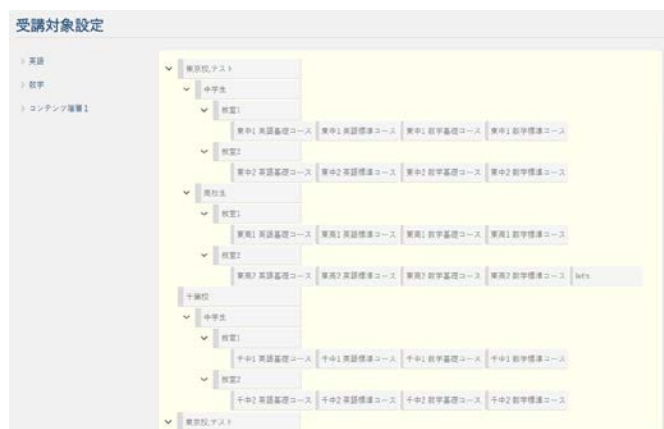 受講対象設定
英語
数学
コンテンツ階層1
東京校,テスト
中学生
教室1
東中1 英語基礎コース 東中1 英語標準コース 東中1 数学基礎コース 東中1 数学標準コース
教室2
東中2 英語基礎コース 東中2 英語標準コース 東中2 数学基礎コース 東中2 数学標準コース
高校生
教室1
東高1 英語基礎コース 東高1 英語標準コース 東高1 数学基礎コース 東高1 数学標準コース
教室2
東高2 英語基礎コース 東高2 英語標準コース 東高2 数学基礎コース 東高2 数学標準コース
千葉校
中学生
教室1
千中1 英語基礎コース 千中1 英語標準コース 千中1 数学基礎コース 千中1 数学標準コース
教室2
千中2 英語基礎コース 千中2 英語標準コース 千中2 数学基礎コース 千中2 数学標準コース
東京校,テスト